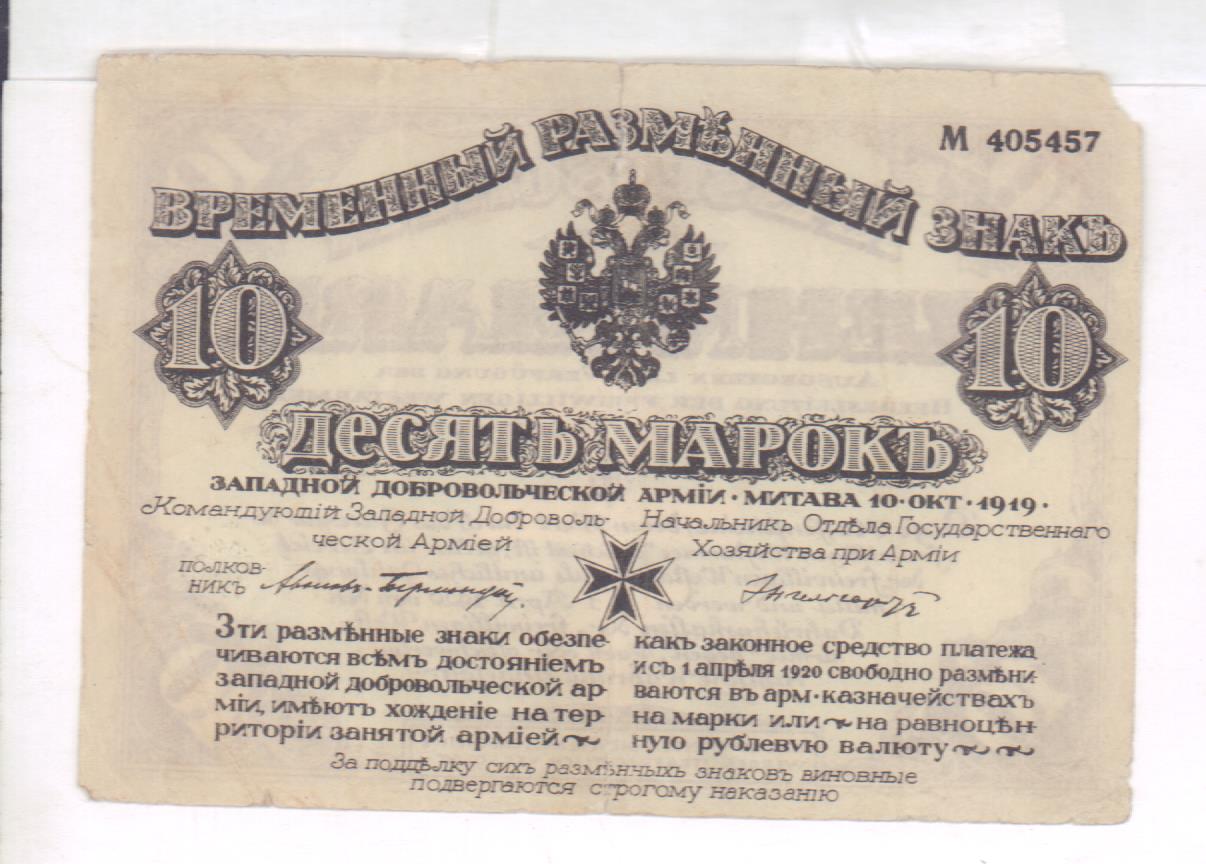 М 405457
ВРЕМЕННЫЙ РАЗМѢННЫЙ ЗНАКЪ
10 10
ДЕСЯТЬ МАРОКЪ
ЗАПАДНОЙ ДОБРОВОЛЬЧЕСКОЙ АРМІИ · МИТАВА 10 · ОКТ · 1919 ·
Командующій Западной Доброволь-
ческой Арміей
полков-
никъ
Начальникъ Отдѣла Государственнаго
Хозяйства при Арміи
Эти размѣнные знаки обезпе-
чиваются всѣмъ достояніемъ
западной добровольческой ар-
міи, имѣютъ хожденіе на тер-
риторіи занятой арміей
какъ законное средство платежа
и съ 1 апрѣля 1920 свободно размѣни-
ваются въ арм · казначействахъ
на марки или на равноцѣн-
ную рублевую валюту
За поддѣлку сихъ размѣнныхъ знаковъ виновные
подвергаются строгому наказанію